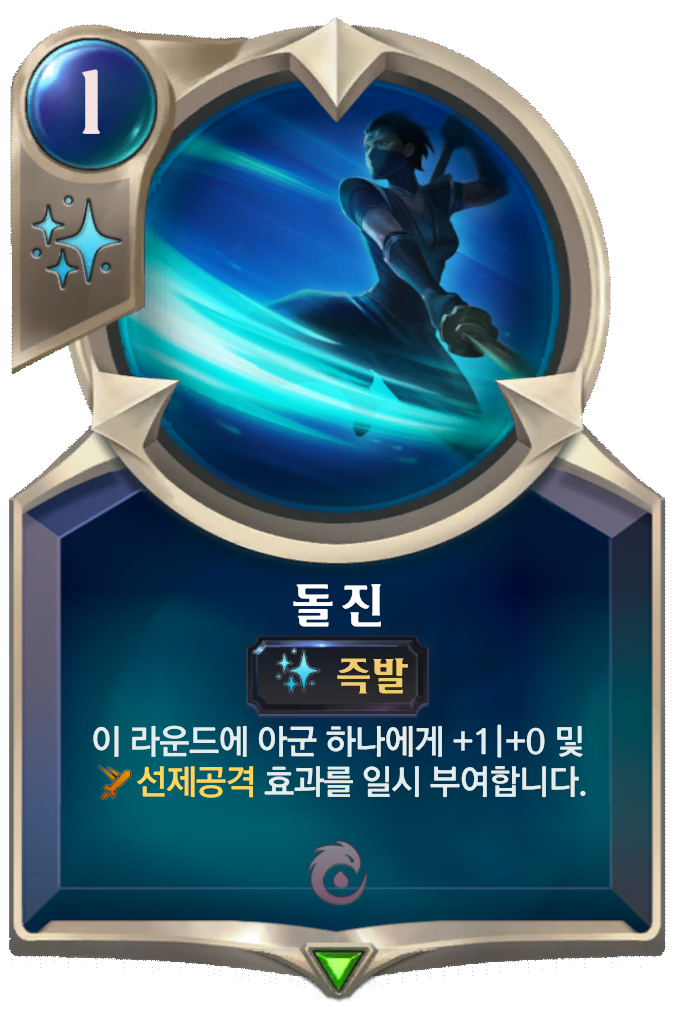 1
돌진
즉발
이 라운드에 아군 하나에게 +1|+0 및
선제공격 효과를 일시 부여합니다.